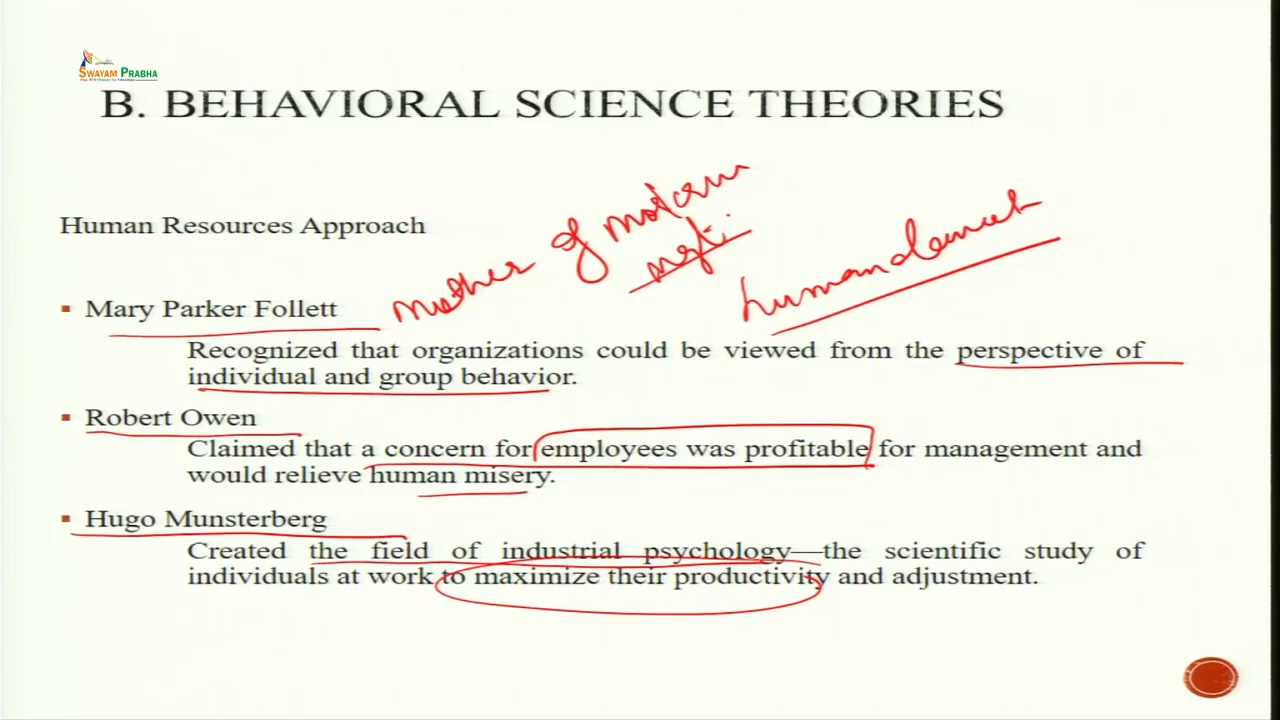 SWAYAM PRABHA
B. BEHAVIORAL SCIENCE THEORIES
Human Resources Approach
mother of modern
mgt.
human element
▪ Mary Parker Follett
Recognized that organizations could be viewed from the perspective of
individual and group behavior.
▪ Robert Owen
Claimed that a concern for employees was profitable for management and
would relieve human misery.
▪ Hugo Munsterberg
Created the field of industrial psychology—the scientific study of
individuals at work to maximize their productivity and adjustment.